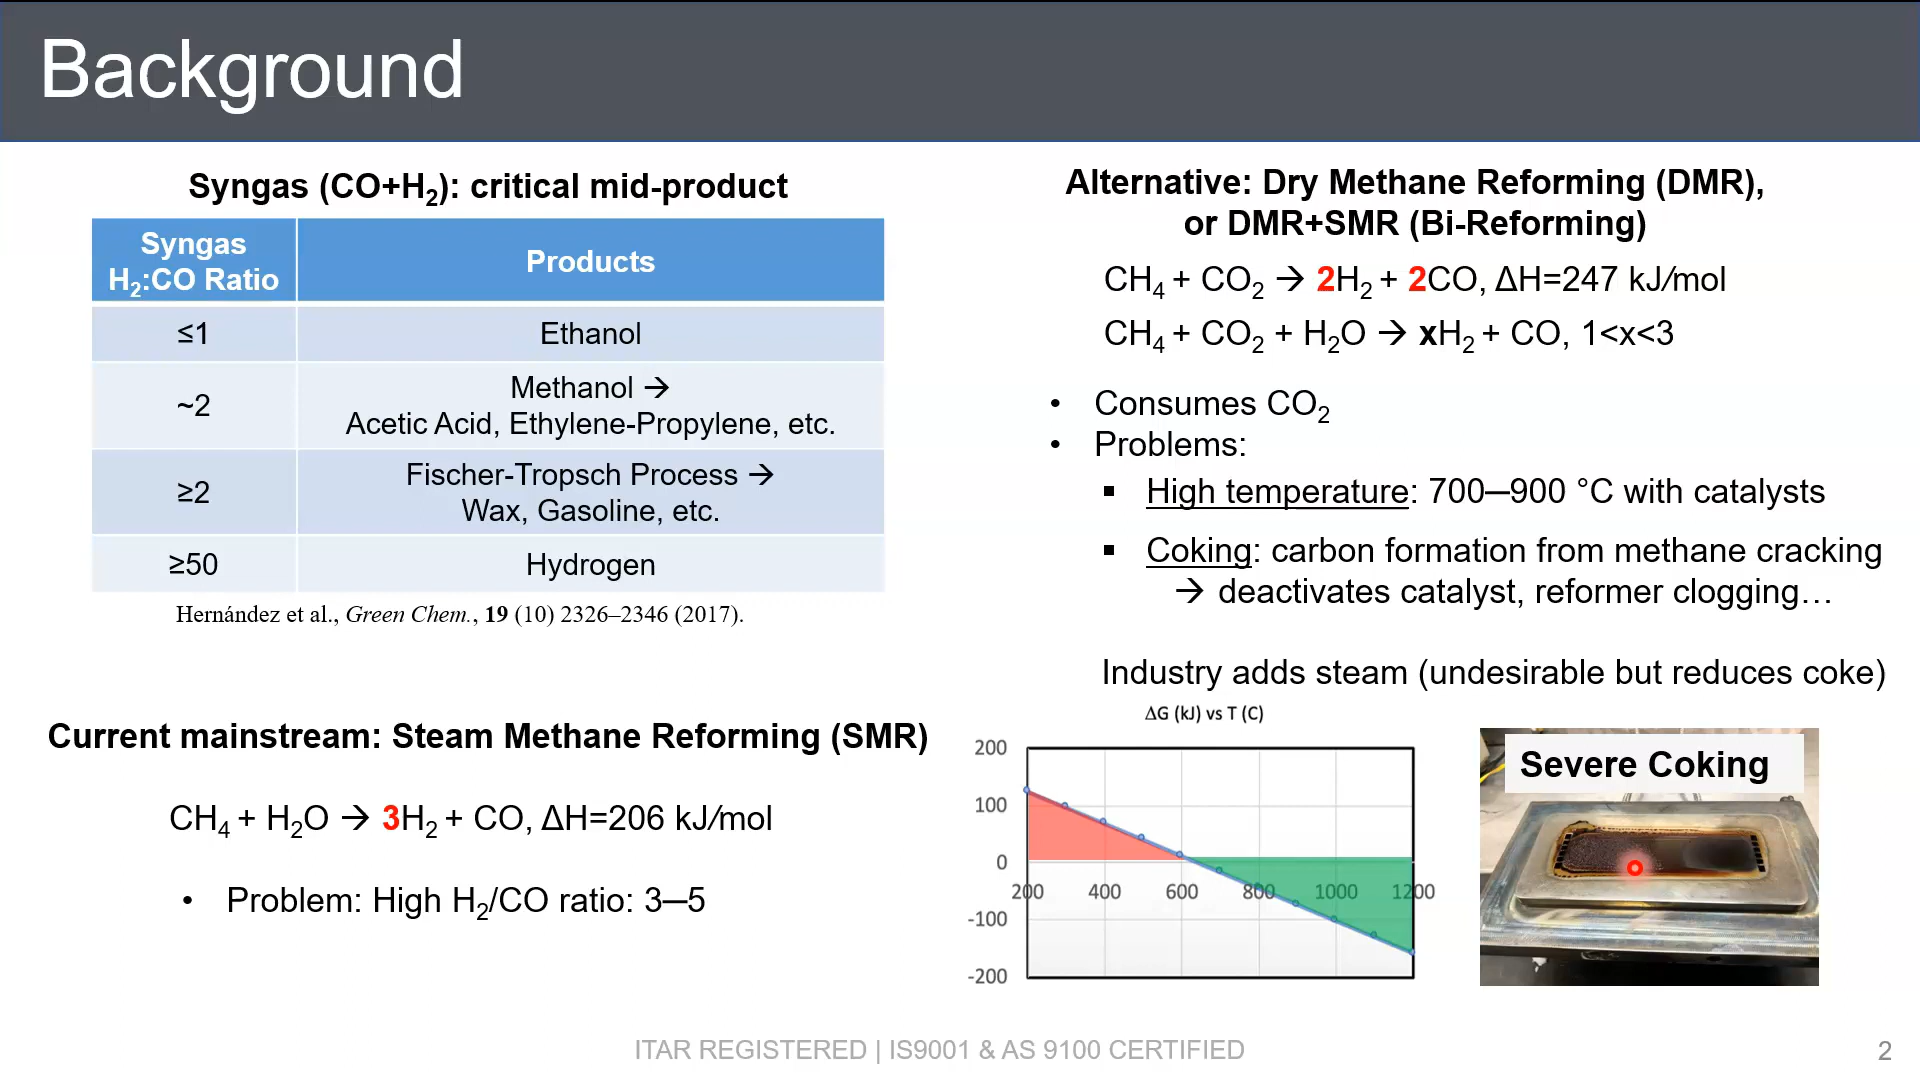 Background
Syngas (CO+H₂): critical mid-product
Syngas
H₂:CO Ratio
Products
≤1
Ethanol
~2
Methanol →
Acetic Acid, Ethylene-Propylene, etc.
≥2
Fischer-Tropsch Process →
Wax, Gasoline, etc.
≥50
Hydrogen
Hernández et al., Green Chem., 19 (10) 2326–2346 (2017).
Current mainstream: Steam Methane Reforming (SMR)
CH₄ + H₂O → 3H₂ + CO, ΔH=206 kJ/mol
• Problem: High H₂/CO ratio: 3─5
Alternative: Dry Methane Reforming (DMR),
or DMR+SMR (Bi-Reforming)
CH₄ + CO₂ → 2H₂ + 2CO, ΔH=247 kJ/mol
CH₄ + CO₂ + H₂O → xH₂ + CO, 1<x<3
• Consumes CO₂
• Problems:
▪ High temperature: 700─900 °C with catalysts
▪ Coking: carbon formation from methane cracking
→ deactivates catalyst, reformer clogging…
Industry adds steam (undesirable but reduces coke)
ΔG (kJ) vs T (C)
200
100
0
-100
-200
200 400 600 800 1000 1200
Severe Coking
ITAR REGISTERED | IS9001 & AS 9100 CERTIFIED
2